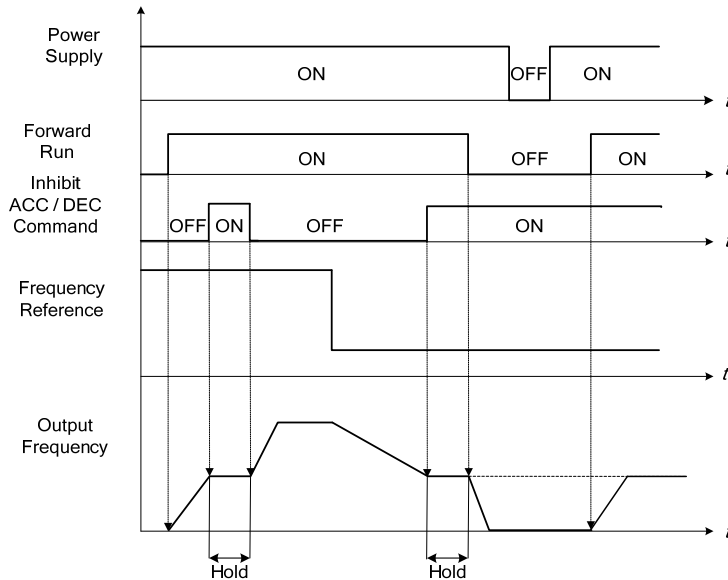 Power
Supply
ON
OFF
ON
t
Forward
Run
ON
OFF
ON
t
Inhibit
ACC / DEC
Command
OFF
ON
OFF
ON
t
Frequency
Reference
t
Output
Frequency
t
Hold
Hold